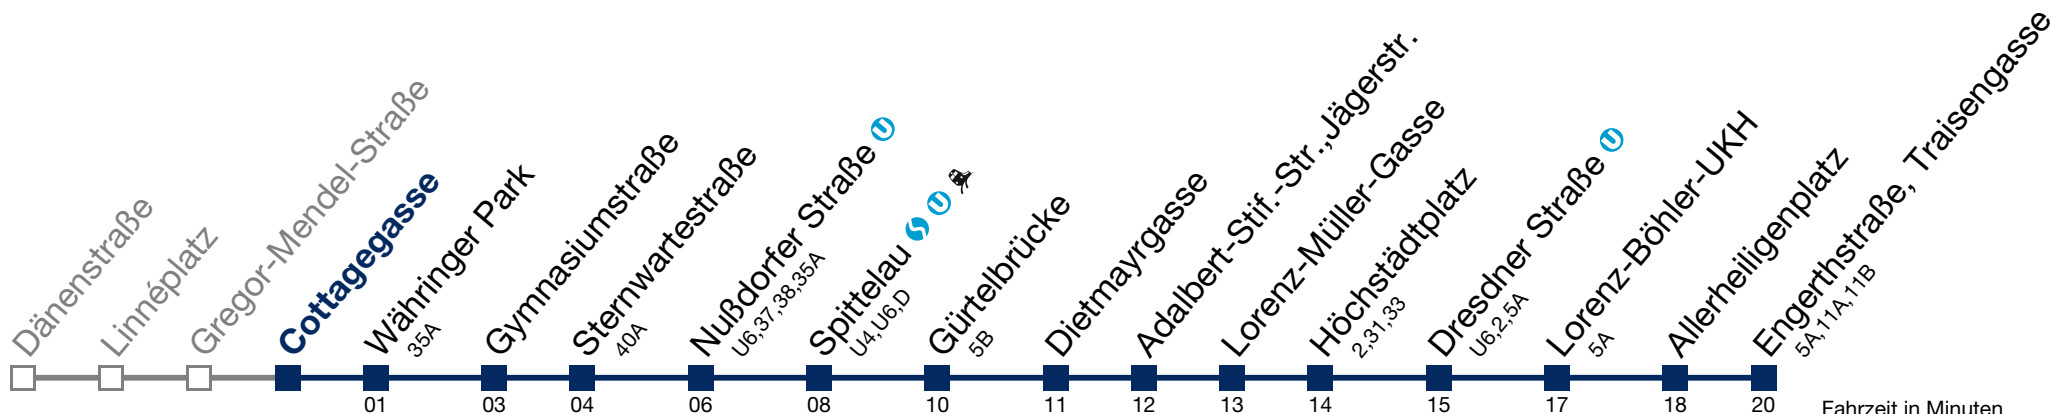 Dänenstraße
Linnéplatz
Gregor-Mendel-Straße
Cottagegasse
Währinger Park
35A
Gymnasiumstraße
Sternwartestraße
40A
Nußdorfer Straße U
U6,37,38,35A
Spittelau S U
U4,U6,D
Gürtelbrücke
5B
Dietmayrgasse
Adalbert-Stif.-Str.,Jägerstr.
Lorenz-Müller-Gasse
Höchstädtplatz
2,31,33
Dresdner Straße U
U6,2,5A
Lorenz-Böhler-UKH
5A
Allerheiligenplatz
Engerthstraße, Traisengasse
5A,11A,11B
01 03 04 06 08 10 11 12 13 14 15 17 18 20 Fahrzeit in Minuten